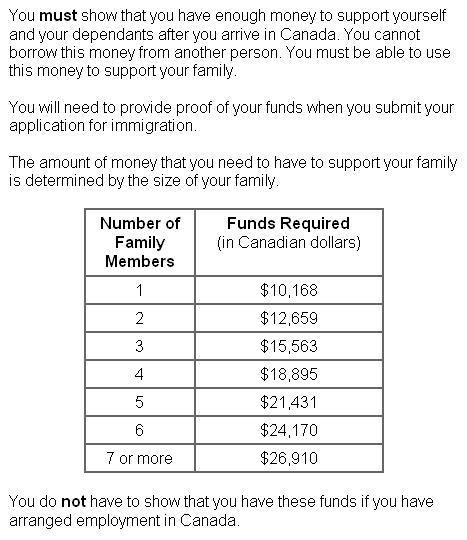 You must show that you have enough money to support yourself
and your dependants after you arrive in Canada. You cannot
borrow this money from another person. You must be able to use
this money to support your family.
You will need to provide proof of your funds when you submit your
application for immigration.
The amount of money that you need to have to support your family
is determined by the size of your family.
Number of Family Members | Funds Required (in Canadian dollars)
1 | $10,168
2 | $12,659
3 | $15,563
4 | $18,895
5 | $21,431
6 | $24,170
7 or more | $26,910
You do not have to show that you have these funds if you have
arranged employment in Canada.